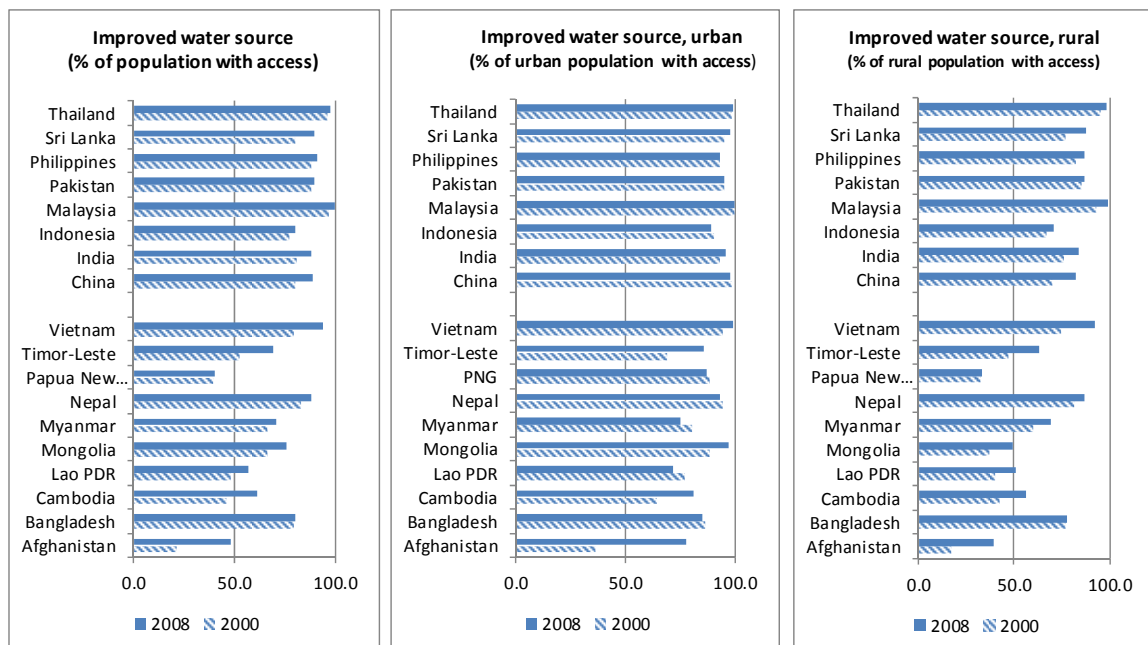 Improved water source
(% of population with access)
Thailand
Sri Lanka
Philippines
Pakistan
Malaysia
Indonesia
India
China
Vietnam
Timor-Leste
Papua New...
Nepal
Myanmar
Mongolia
Lao PDR
Cambodia
Bangladesh
Afghanistan
0.0 50.0 100.0
2008 2000
Improved water source, urban
(% of urban population with access)
Thailand
Sri Lanka
Philippines
Pakistan
Malaysia
Indonesia
India
China
Vietnam
Timor-Leste
PNG
Nepal
Myanmar
Mongolia
Lao PDR
Cambodia
Bangladesh
Afghanistan
0.0 50.0 100.0
2008 2000
Improved water source, rural
(% of rural population with access)
Thailand
Sri Lanka
Philippines
Pakistan
Malaysia
Indonesia
India
China
Vietnam
Timor-Leste
Papua New...
Nepal
Myanmar
Mongolia
Lao PDR
Cambodia
Bangladesh
Afghanistan
0.0 50.0 100.0
2008 2000